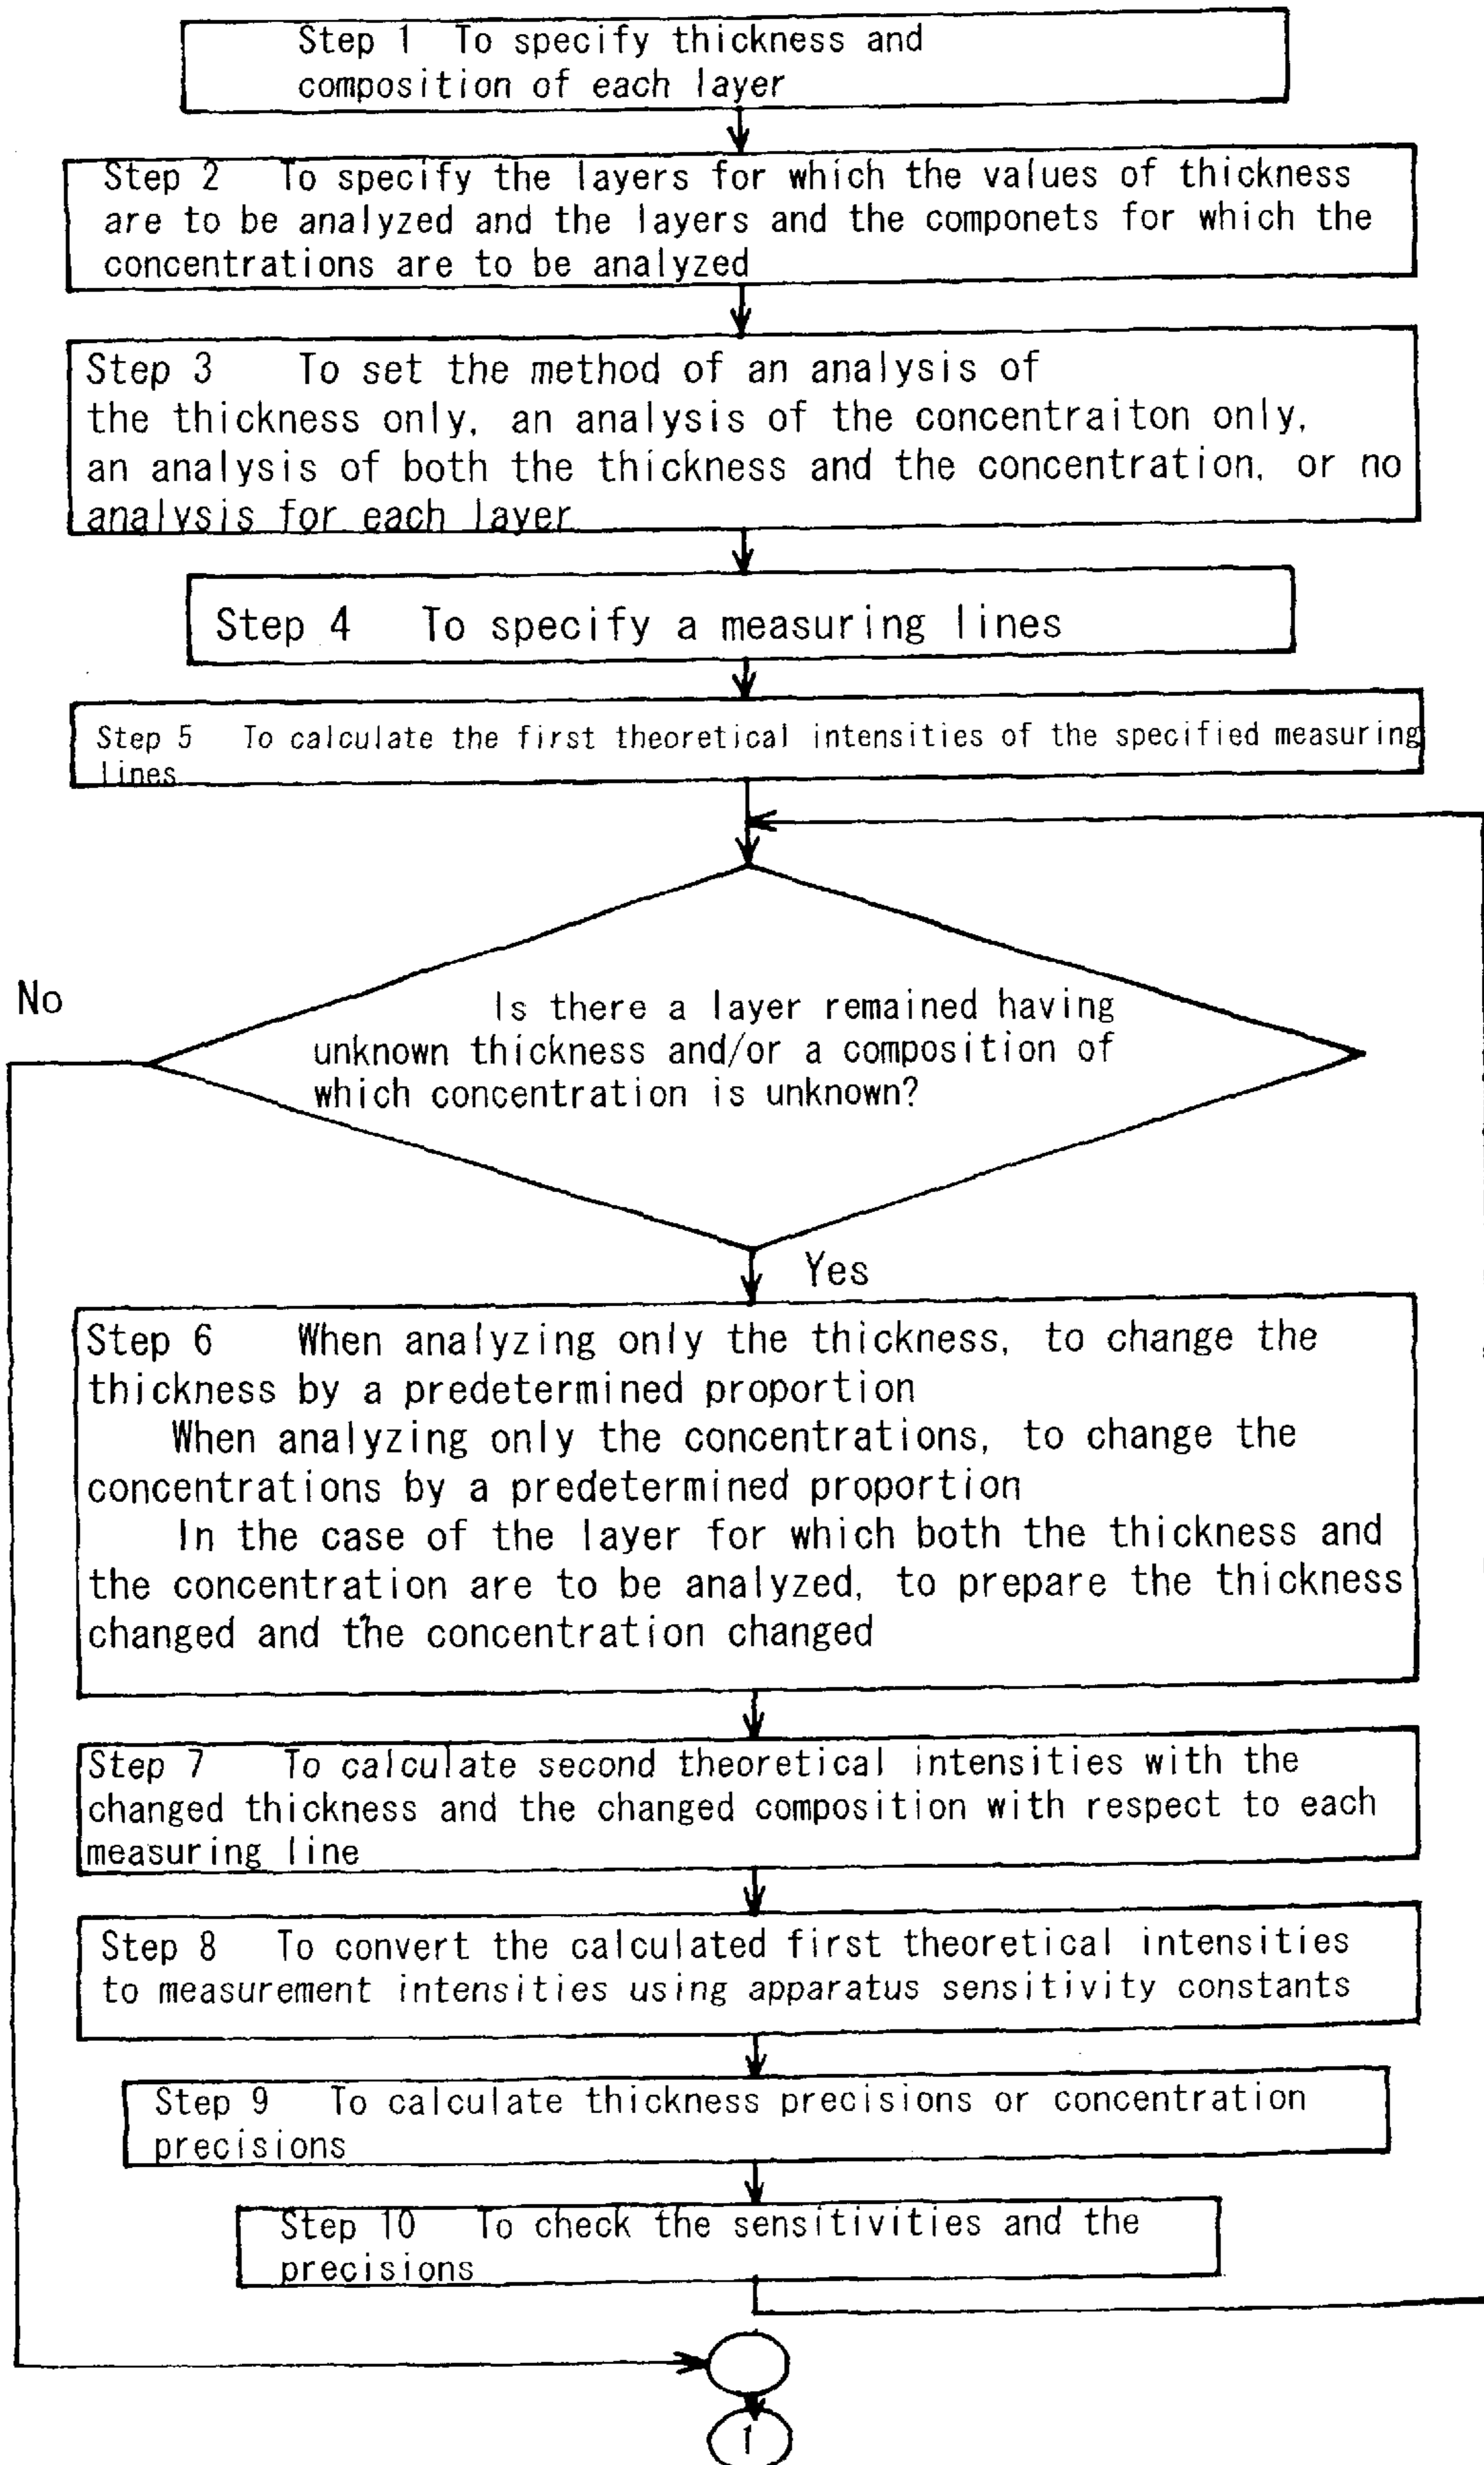 Step 1 To specify thickness and
composition of each layer
Step 2 To specify the layers for which the values of thickness
are to be analyzed and the layers and the componets for which the
concentrations are to be analyzed
Step 3 To set the method of an analysis of
the thickness only, an analysis of the concentraiton only,
an analysis of both the thickness and the concentration, or no
analysis for each layer
Step 4 To specify a measuring lines
Step 5 To calculate the first theoretical intensities of the specified measuring
lines
No
Is there a layer remained having
unknown thickness and/or a composition of
which concentration is unknown?
Yes
Step 6 When analyzing only the thickness, to change the
thickness by a predetermined proportion
When analyzing only the concentrations, to change the
concentrations by a predetermined proportion
In the case of the layer for which both the thickness and
the concentration are to be analyzed, to prepare the thickness
changed and the concentration changed
Step 7 To calculate second theoretical intensities with the
changed thickness and the changed composition with respect to each
measuring line
Step 8 To convert the calculated first theoretical intensities
to measurement intensities using apparatus sensitivity constants
Step 9 To calculate thickness precisions or concentration
precisions
Step 10 To check the sensitivities and the
precisions
1